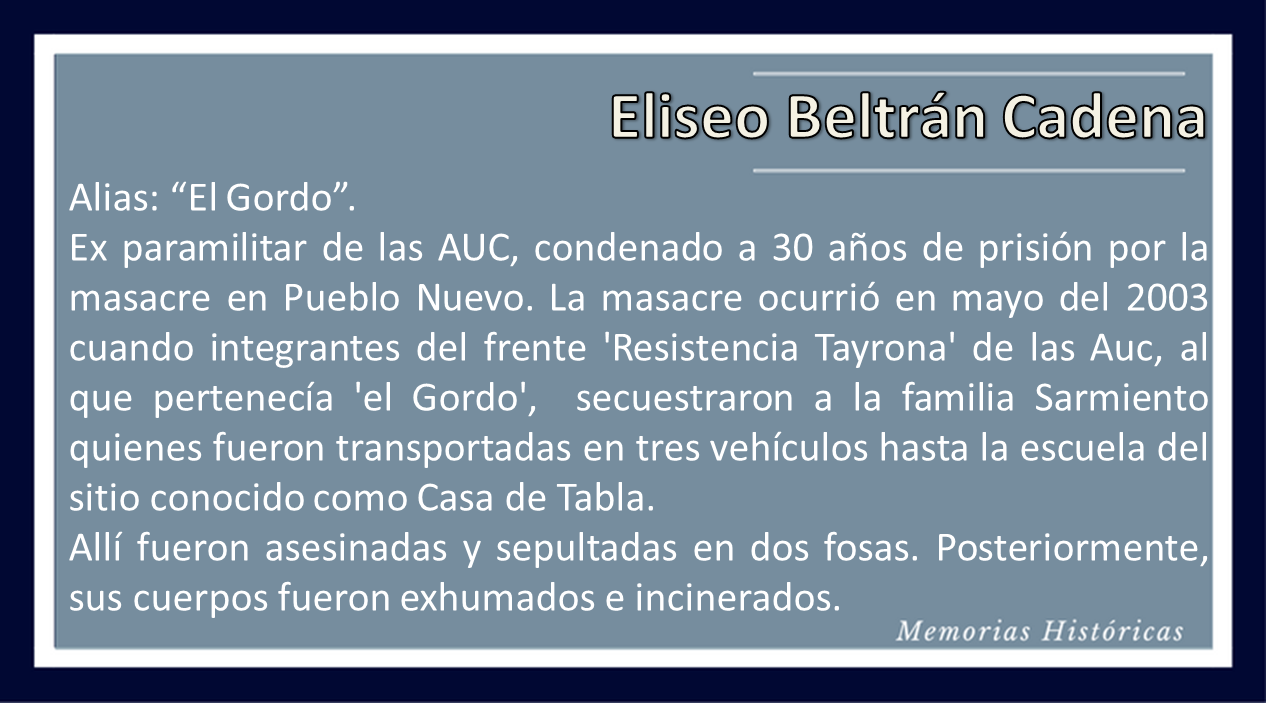 Eliseo Beltrán Cadena
Alias: “El Gordo”.
Ex paramilitar de las AUC, condenado a 30 años de prisión por la
masacre en Pueblo Nuevo. La masacre ocurrió en mayo del 2003
cuando integrantes del frente 'Resistencia Tayrona' de las Auc, al
que pertenecía 'el Gordo',  secuestraron a la familia Sarmiento
quienes fueron transportadas en tres vehículos hasta la escuela del
sitio conocido como Casa de Tabla.
Allí fueron asesinadas y sepultadas en dos fosas. Posteriormente,
sus cuerpos fueron exhumados e incinerados.
Memorias Históricas